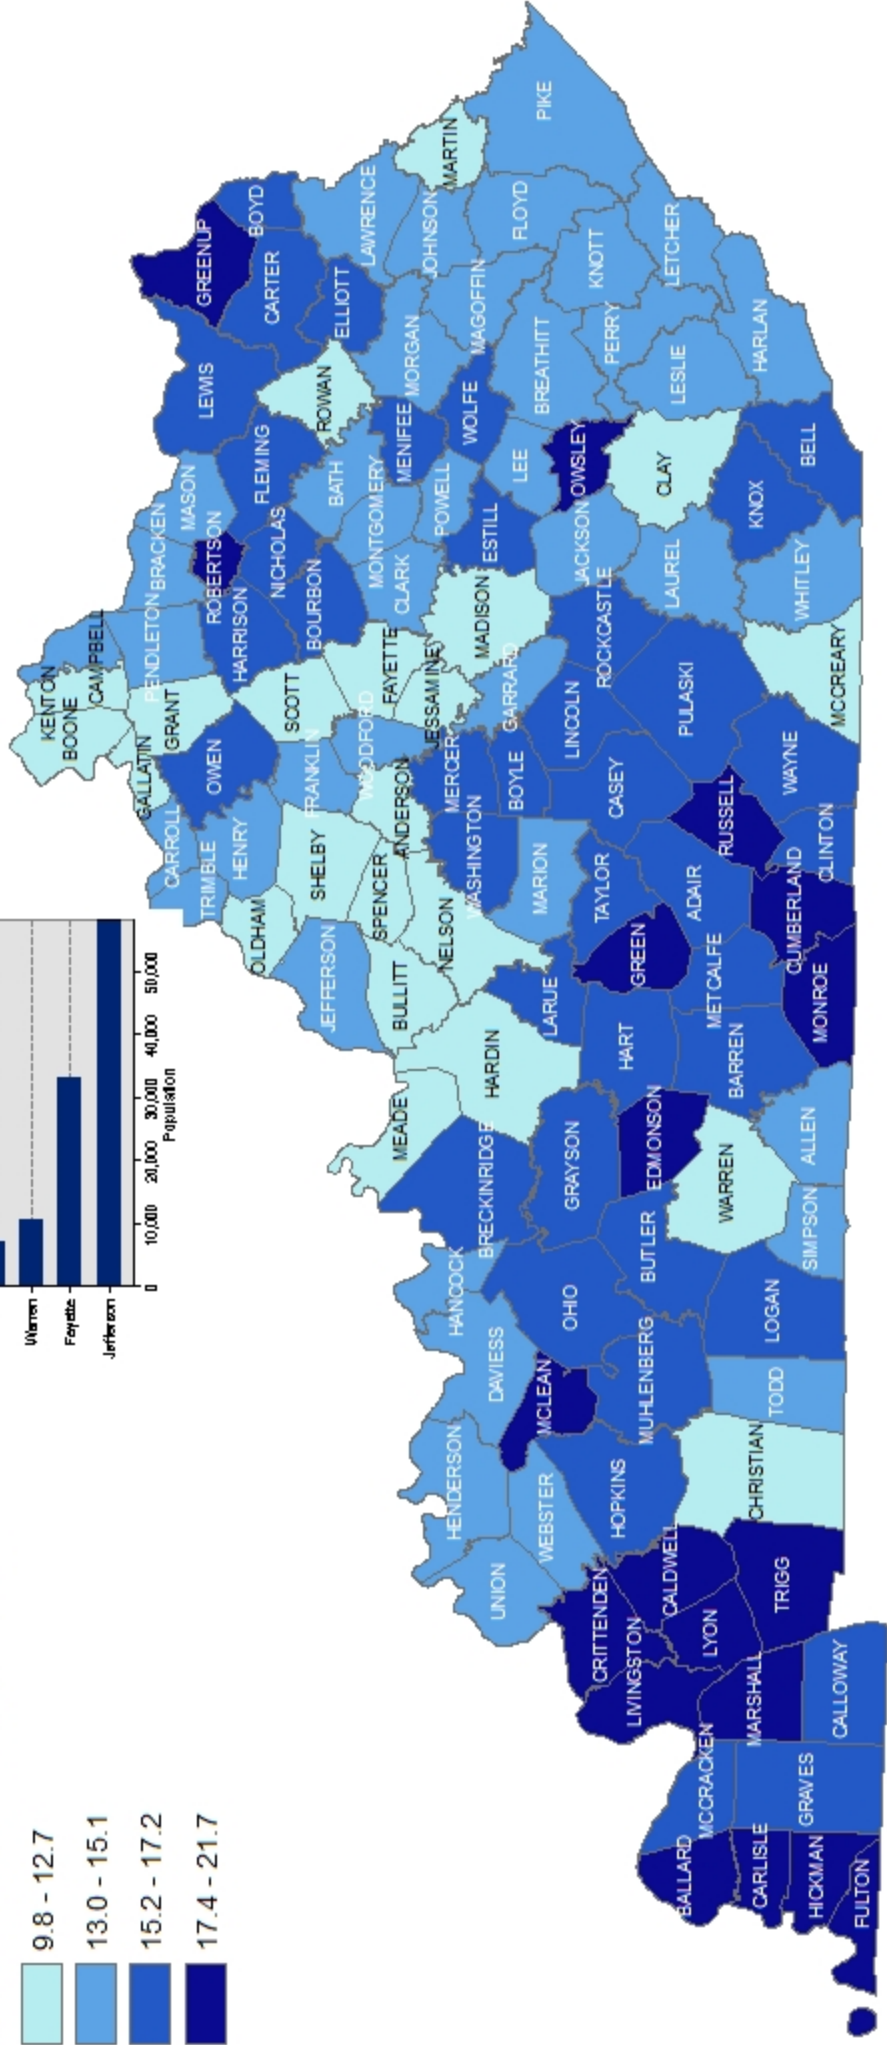 9.8 - 12.7
13.0 - 15.1
15.2 - 17.2
17.4 - 21.7
Warren
Fayette
Jefferson
0
10,000
20,000
30,000
40,000
50,000
Population
KENTON
BOONE
CAMPBELL
GALLATIN
GRANT
PENDLETON
BRACKEN
MASON
LEWIS
GREENUP
BOYD
CARTER
ELLIOTT
ROWAN
FLEMING
ROBERTSON
NICHOLAS
HARRISON
BOURBON
SCOTT
OWEN
CARROLL
TRIMBLE
HENRY
OLDHAM
SHELBY
FRANKLIN
WOODFORD
FAYETTE
JESSAMINE
CLARK
MONTGOMERY
BATH
MENIFEE
MORGAN
LAWRENCE
JOHNSON
MARTIN
MAGOFFIN
FLOYD
PIKE
WOLFE
POWELL
ESTILL
LEE
BREATHITT
KNOTT
PERRY
LETCHER
LESLIE
HARLAN
OWSLEY
CLAY
JACKSON
LAUREL
KNOX
BELL
WHITLEY
MCCREARY
MADISON
GARRARD
ROCKCASTLE
LINCOLN
PULASKI
MERCER
BOYLE
CASEY
WAYNE
RUSSELL
CLINTON
CUMBERLAND
ADAIR
TAYLOR
MARION
WASHINGTON
ANDERSON
SPENCER
NELSON
JEFFERSON
BULLITT
LARUE
GREEN
METCALFE
MONROE
BARREN
HART
HARDIN
MEADE
BRECKINRIDGE
GRAYSON
EDMONSON
WARREN
ALLEN
SIMPSON
BUTLER
LOGAN
OHIO
HANCOCK
DAVIESS
MCLEAN
MUHLENBERG
TODD
CHRISTIAN
HOPKINS
WEBSTER
HENDERSON
UNION
CRITTENDEN
CALDWELL
TRIGG
LYON
LIVINGSTON
MARSHALL
CALLOWAY
MCCRACKEN
GRAVES
BALLARD
CARLISLE
HICKMAN
FULTON